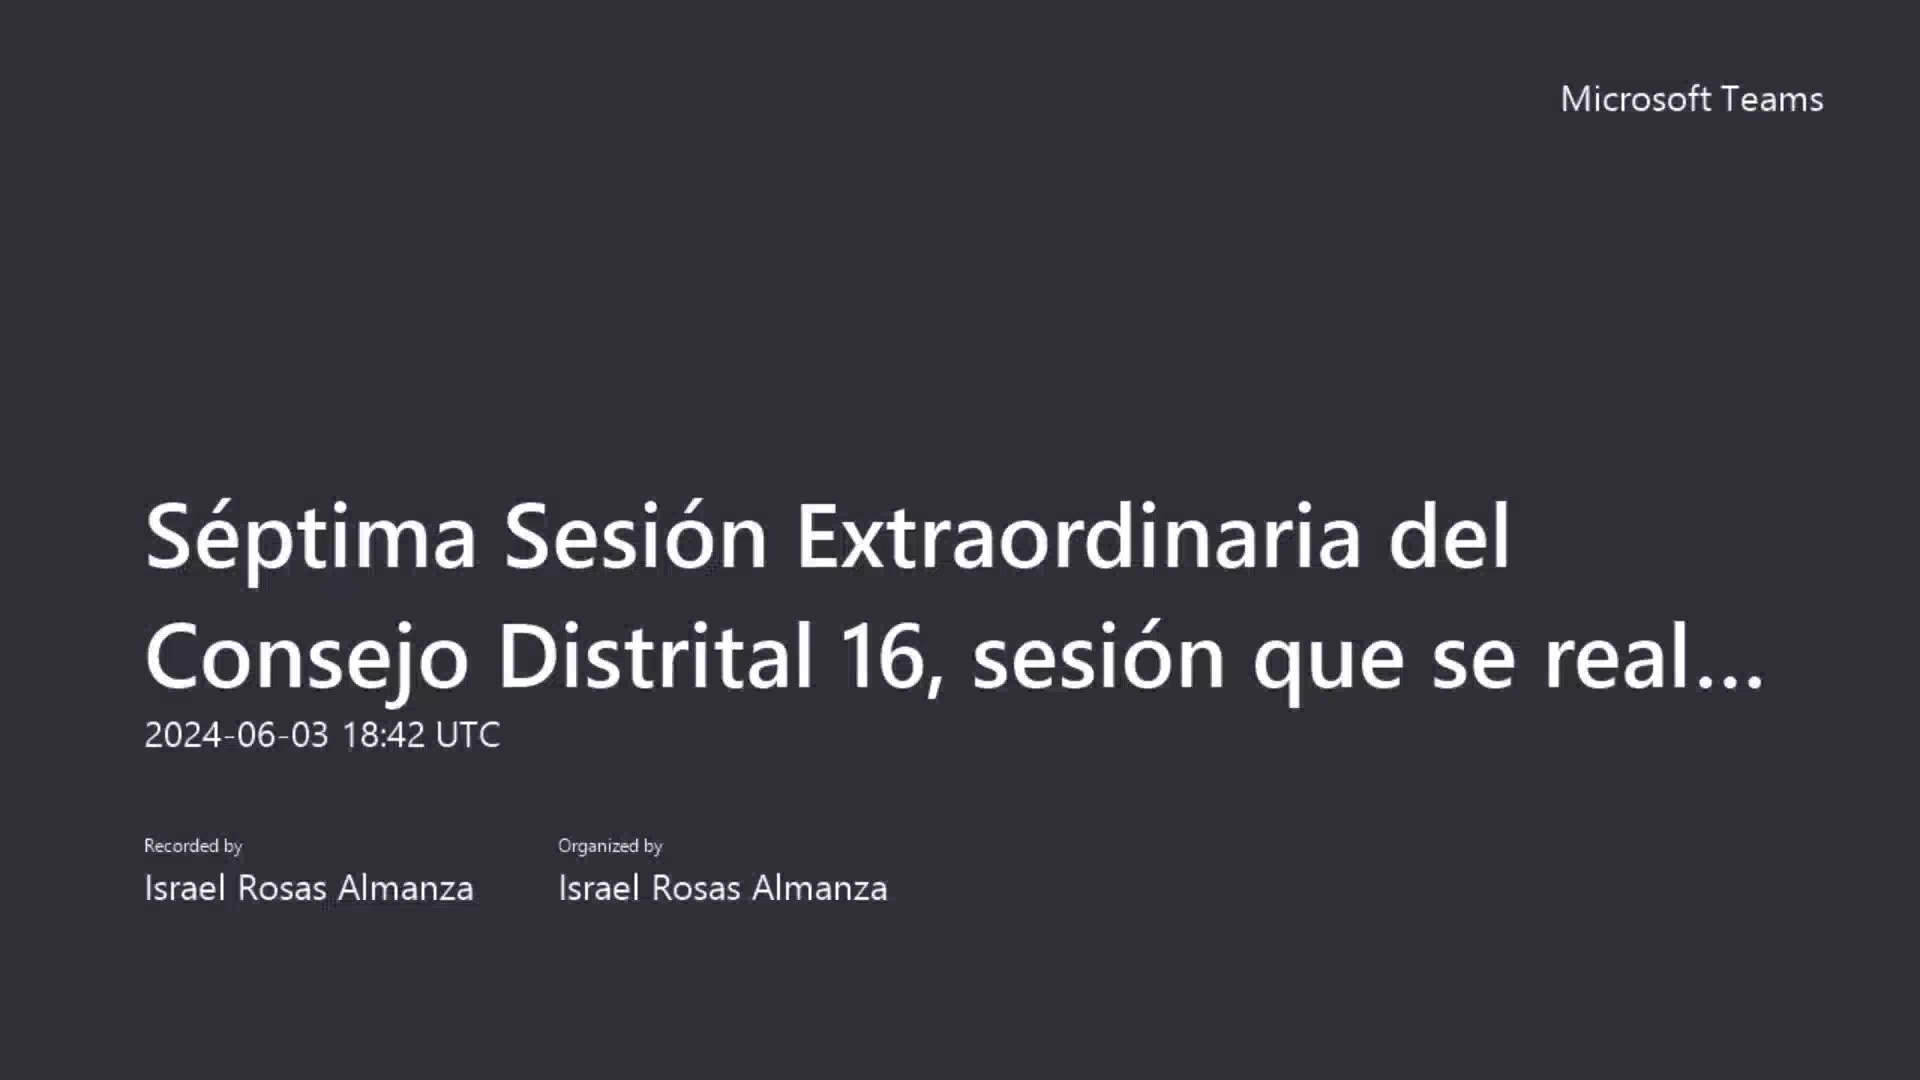 Microsoft Teams
Séptima Sesión Extraordinaria del
Consejo Distrital 16, sesión que se real...
2024-06-03 18:42 UTC
Recorded by
Organized by
Israel Rosas Almanza
Israel Rosas Almanza